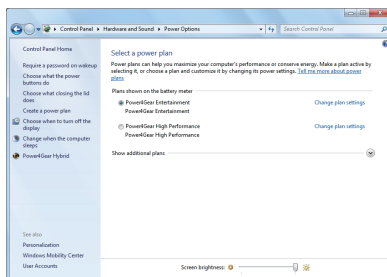 Control Panel ▸ Hardware and Sound ▸ Power Options
Search Control Panel
Control Panel Home
Require a password on wakeup
Choose what the power
buttons do
Choose what closing the lid
does
Create a power plan
Choose when to turn off the
display
Change when the computer
sleeps
Power4Gear Hybrid
Select a power plan
Power plans can help you maximize your computer's performance or conserve energy. Make a plan active by
selecting it, or choose a plan and customize it by changing its power settings. Tell me more about power
plans
Plans shown on the battery meter
Power4Gear Entertainment
Change plan settings
Power4Gear Entertainment
Power4Gear High Performance
Change plan settings
Power4Gear High Performance
Show additional plans
See also
Personalization
Windows Mobility Center
User Accounts
Screen brightness: